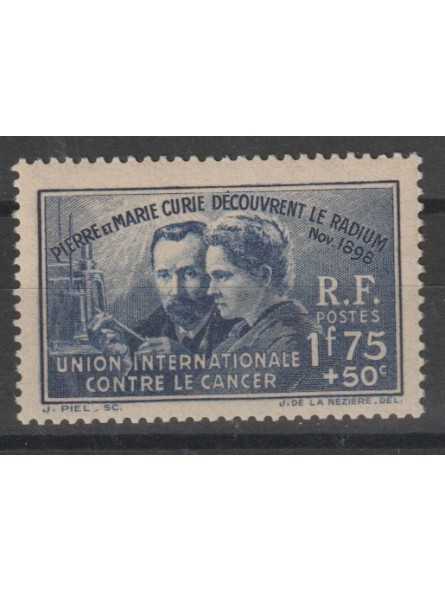 PIERRE ET MARIE CURIE DÉCOUVRENT LE RADIUM
Nov. 1898
R.F.
POSTES
UNION INTERNATIONALE
CONTRE LE CANCER
1f75
+50c
J. PIEL _ SC.
J. DE LA NÉZIÈRE _ DEL.